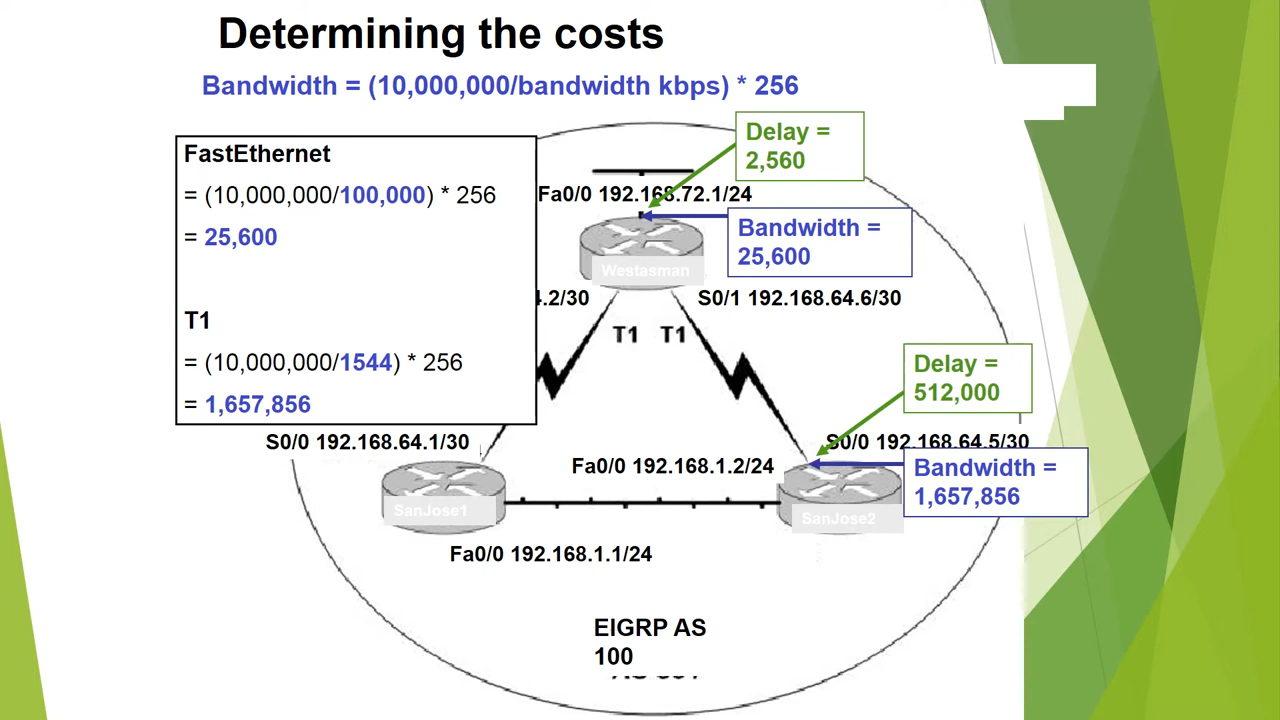 Determining the costs
Bandwidth = (10,000,000/bandwidth kbps) * 256
Delay =
2,560
FastEthernet
= (10,000,000/100,000) * 256
= 25,600
Fa0/0 192.168.72.1/24
Bandwidth =
25,600
Westasman
4.2/30
S0/1 192.168.64.6/30
T1
= (10,000,000/1544) * 256
= 1,657,856
T1 T1
Delay =
512,000
S0/0 192.168.64.1/30
S0/0 192.168.64.5/30
Fa0/0 192.168.1.2/24
Bandwidth =
1,657,856
SanJose1
SanJose2
Fa0/0 192.168.1.1/24
EIGRP AS
100